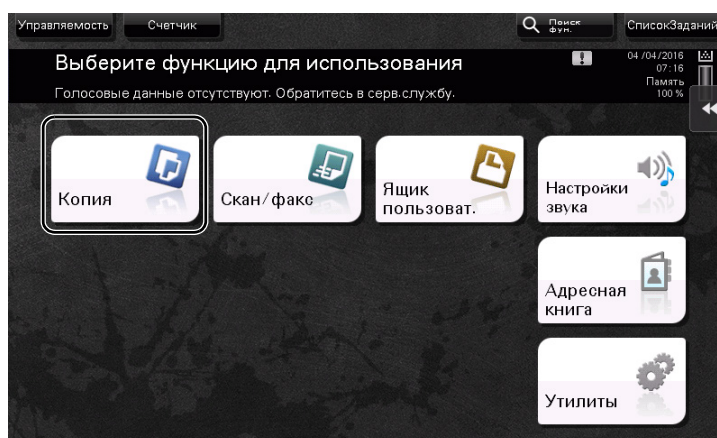 Управляемость Счетчик Поиск фун. СписокЗаданий
Выберите функцию для использования
04/04/2016
07:16
Память
100 %
Голосовые данные отсутствуют. Обратитесь в серв.службу.
Копия
Скан/факс
Ящик
пользоват.
Настройки
звука
Адресная
книга
Утилиты